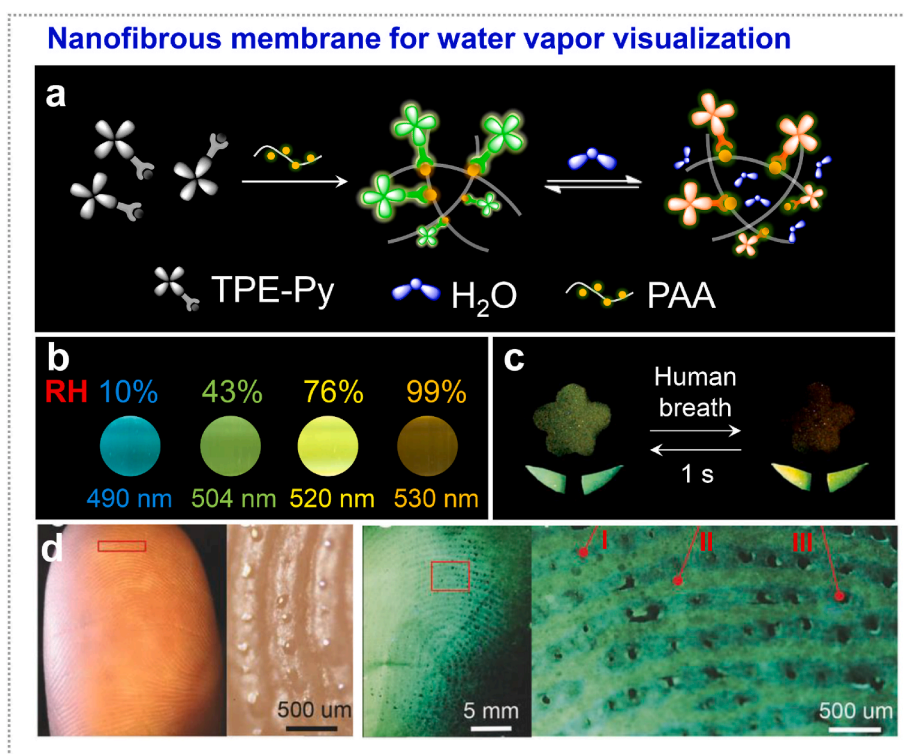 Nanofibrous membrane for water vapor visualization
a
TPE-Py
H₂O
PAA
b
RH 10% 43% 76% 99%
490 nm 504 nm 520 nm 530 nm
c
Human
breath
1 s
d
I II III
500 um
5 mm
500 um